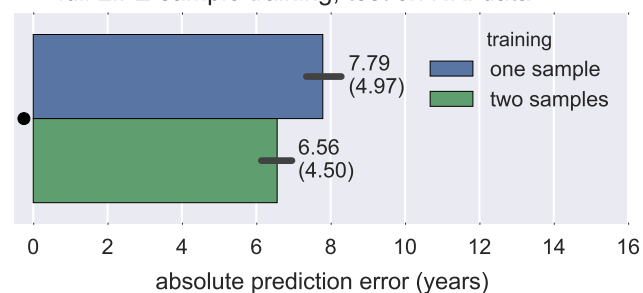 training
one sample
two samples
7.79
(4.97)
6.56
(4.50)
0 2 4 6 8 10 12 14 16
absolute prediction error (years)